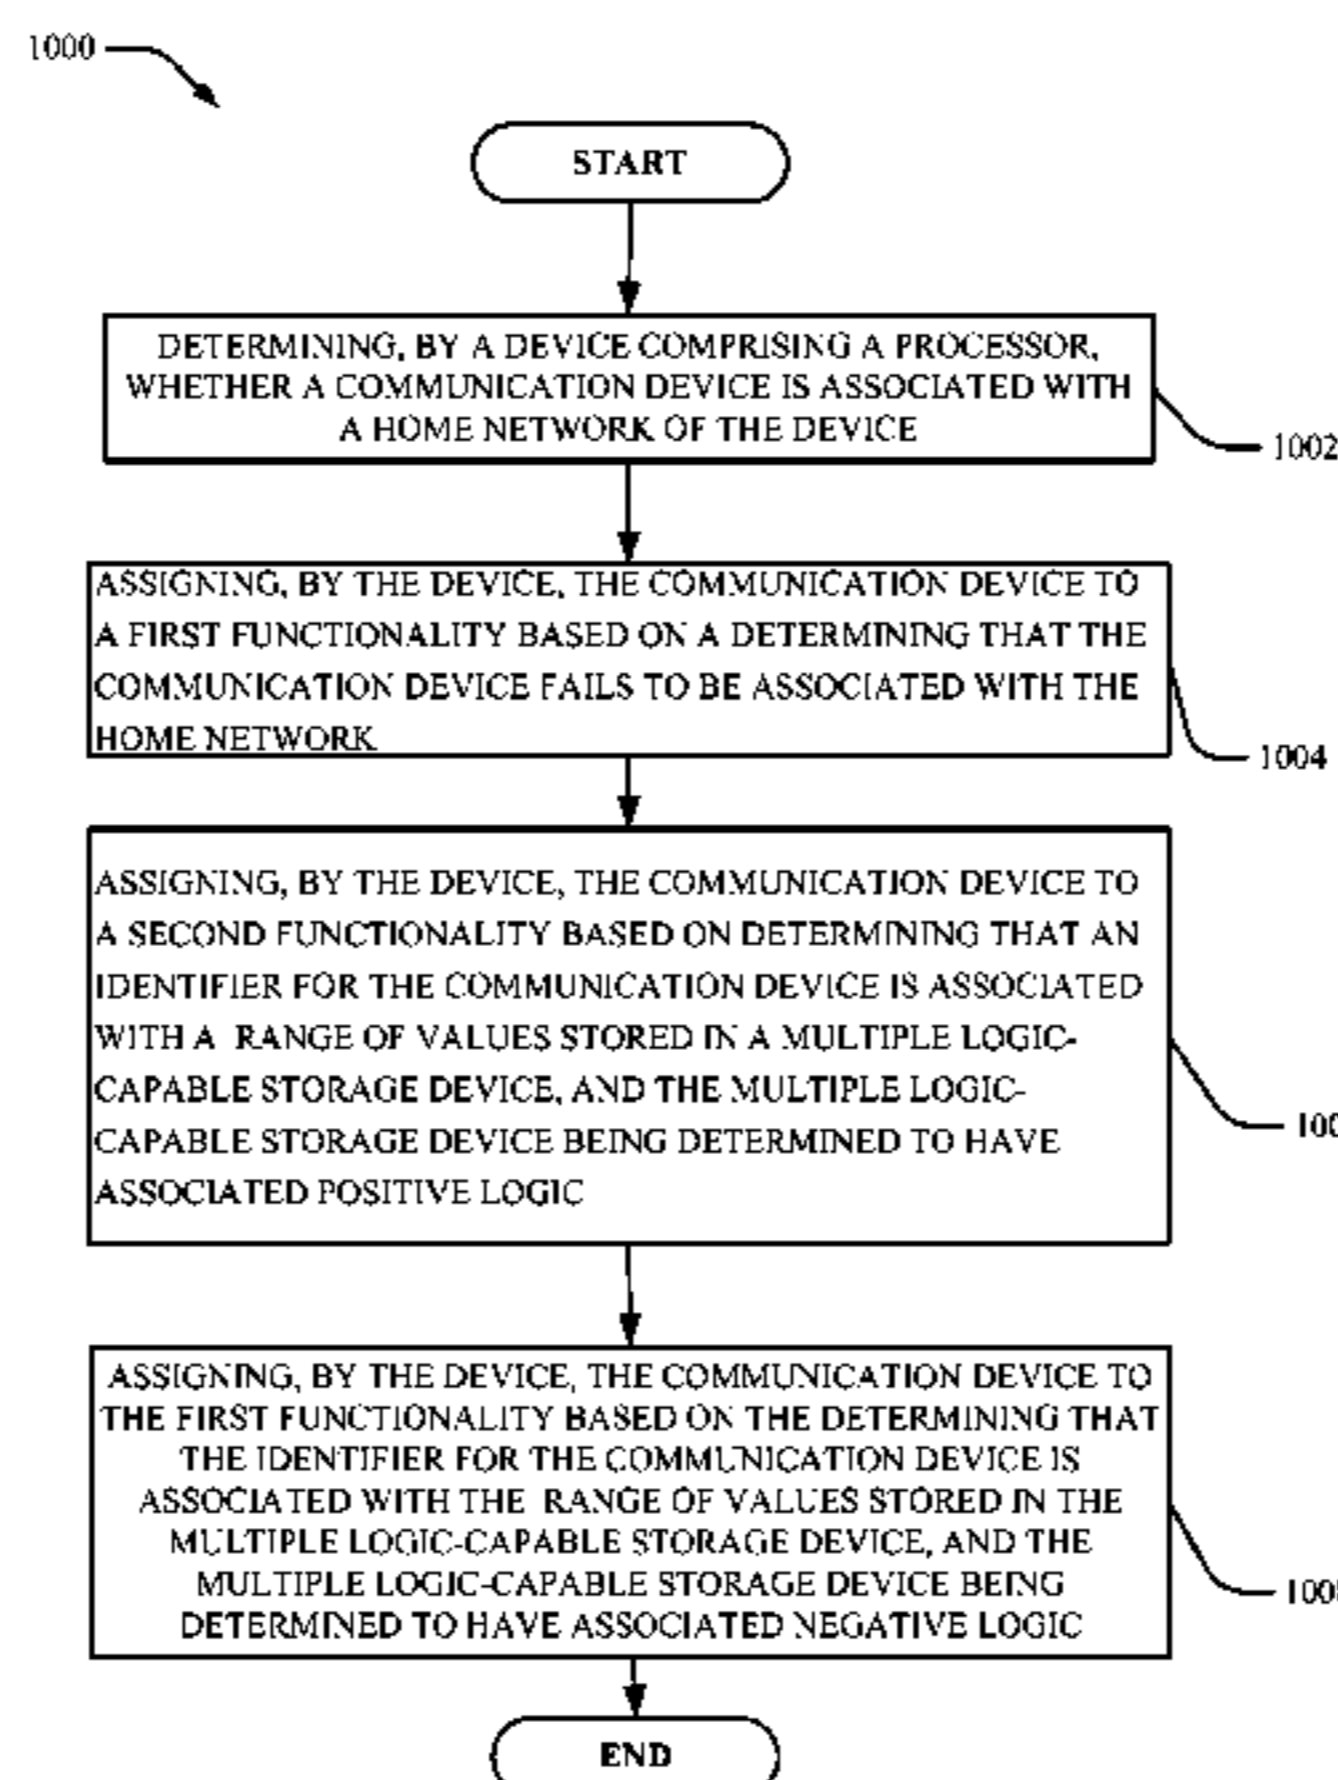 1000
START
DETERMINING, BY A DEVICE COMPRISING A PROCESSOR,
WHETHER A COMMUNICATION DEVICE IS ASSOCIATED WITH
A HOME NETWORK OF THE DEVICE
1002
ASSIGNING, BY THE DEVICE, THE COMMUNICATION DEVICE TO
A FIRST FUNCTIONALITY BASED ON A DETERMINING THAT THE
COMMUNICATION DEVICE FAILS TO BE ASSOCIATED WITH THE
HOME NETWORK
1004
ASSIGNING, BY THE DEVICE, THE COMMUNICATION DEVICE TO
A SECOND FUNCTIONALITY BASED ON DETERMINING THAT AN
IDENTIFIER FOR THE COMMUNICATION DEVICE IS ASSOCIATED
WITH A RANGE OF VALUES STORED IN A MULTIPLE LOGIC-
CAPABLE STORAGE DEVICE, AND THE MULTIPLE LOGIC-
CAPABLE STORAGE DEVICE BEING DETERMINED TO HAVE
ASSOCIATED POSITIVE LOGIC
ASSIGNING, BY THE DEVICE, THE COMMUNICATION DEVICE TO
THE FIRST FUNCTIONALITY BASED ON THE DETERMINING THAT
THE IDENTIFIER FOR THE COMMUNICATION DEVICE IS
ASSOCIATED WITH THE RANGE OF VALUES STORED IN THE
MULTIPLE LOGIC-CAPABLE STORAGE DEVICE, AND THE
MULTIPLE LOGIC-CAPABLE STORAGE DEVICE BEING
DETERMINED TO HAVE ASSOCIATED NEGATIVE LOGIC
END